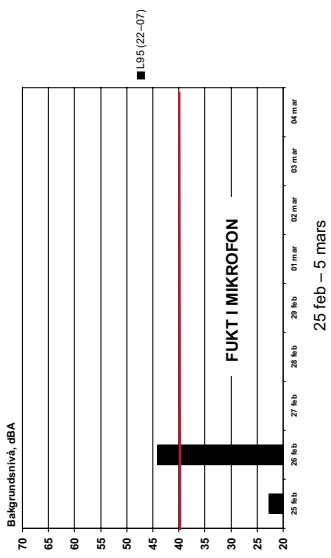 Bakgrundsnivå, dBA
70
65
60
55
50
45
40
35
30
25
20
FUKT I MIKROFON
25 feb
26 feb
27 feb
28 feb
29 feb
01 mar
02 mar
03 mar
04 mar
L95 (22–07)
25 feb – 5 mars